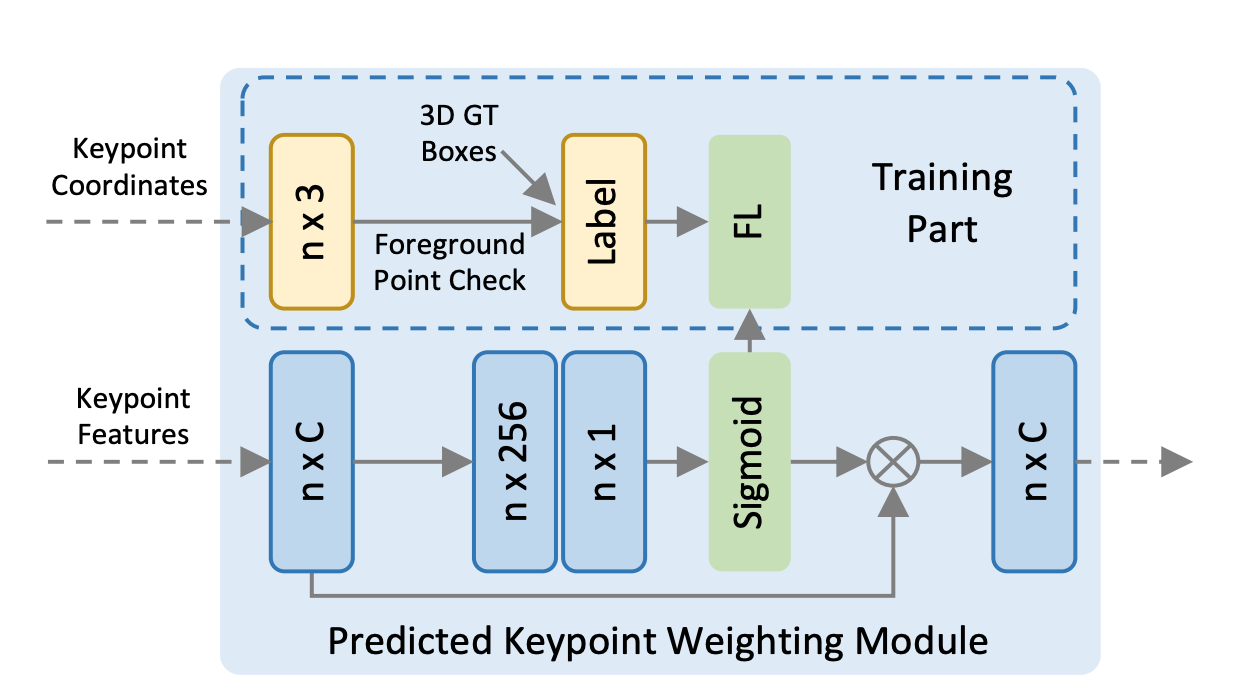 3D GT
Boxes
Keypoint
Coordinates
n x 3
Foreground
Point Check
Label
FL
Training
Part
Keypoint
Features
n x C
n x 256
n x 1
Sigmoid
n x C
Predicted Keypoint Weighting Module